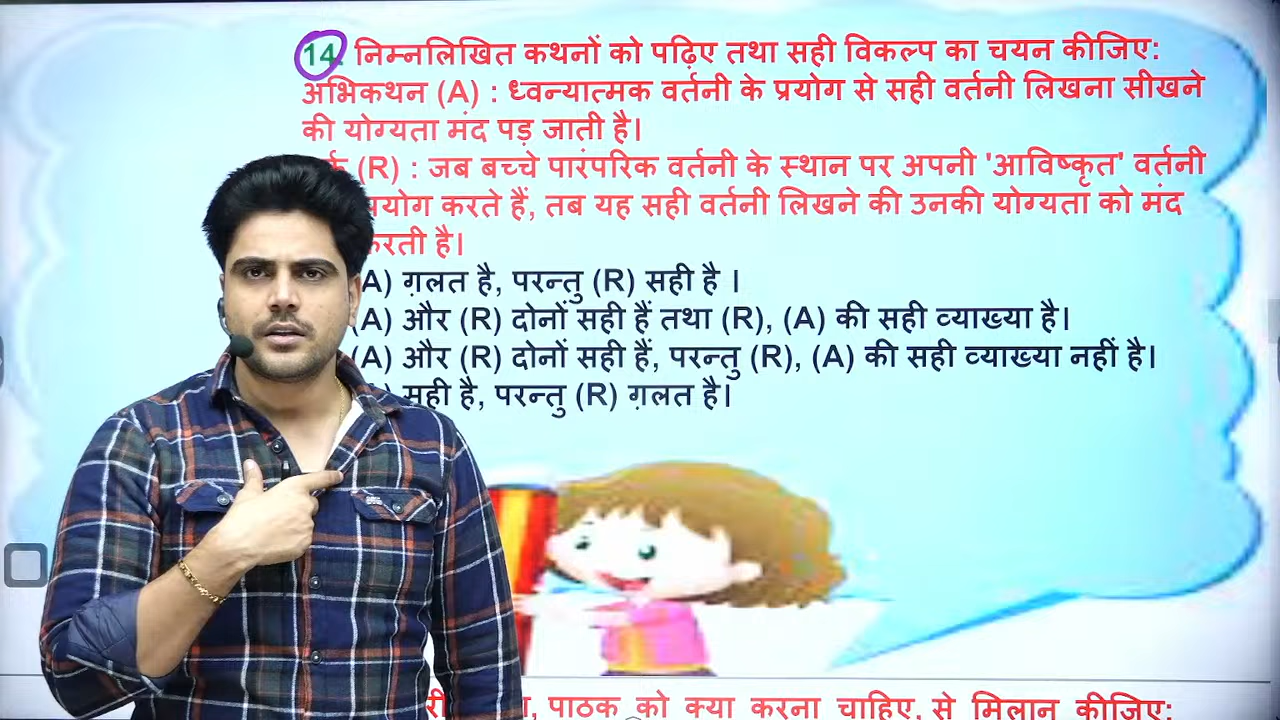 14. निम्नलिखित कथनों को पढ़िए तथा सही विकल्प का चयन कीजिए:
अभिकथन (A) : ध्वन्यात्मक वर्तनी के प्रयोग से सही वर्तनी लिखना सीखने
की योग्यता मंद पड़ जाती है।
(R) : जब बच्चे पारंपरिक वर्तनी के स्थान पर अपनी 'आविष्कृत' वर्तनी
करते हैं, तब यह सही वर्तनी लिखने की उनकी योग्यता को मंद
करती है।
A) ग़लत है, परन्तु (R) सही है ।
(A) और (R) दोनों सही हैं तथा (R), (A) की सही व्याख्या है।
(A) और (R) दोनों सही हैं, परन्तु (R), (A) की सही व्याख्या नहीं है।
सही है, परन्तु (R) ग़लत है।
पाठक को क्या करना चाहिए, से मिलान कीजिए: